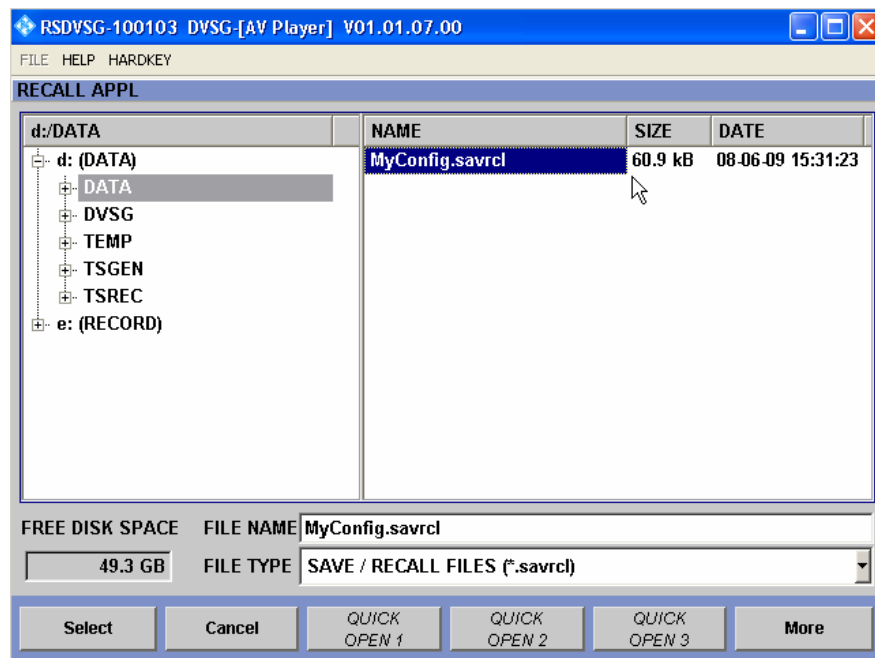 RSDVSG-100103 DVSG-[AV Player] V01.01.07.00
FILE HELP HARDKEY
RECALL APPL
d:/DATA NAME SIZE DATE
d: (DATA) MyConfig.savrcl 60.9 kB 08-06-09 15:31:23
DATA
DVSG
TEMP
TSGEN
TSREC
e: (RECORD)
FREE DISK SPACE FILE NAME MyConfig.savrcl
49.3 GB FILE TYPE SAVE / RECALL FILES (*.savrcl)
Select Cancel QUICK OPEN 1 QUICK OPEN 2 QUICK OPEN 3 More